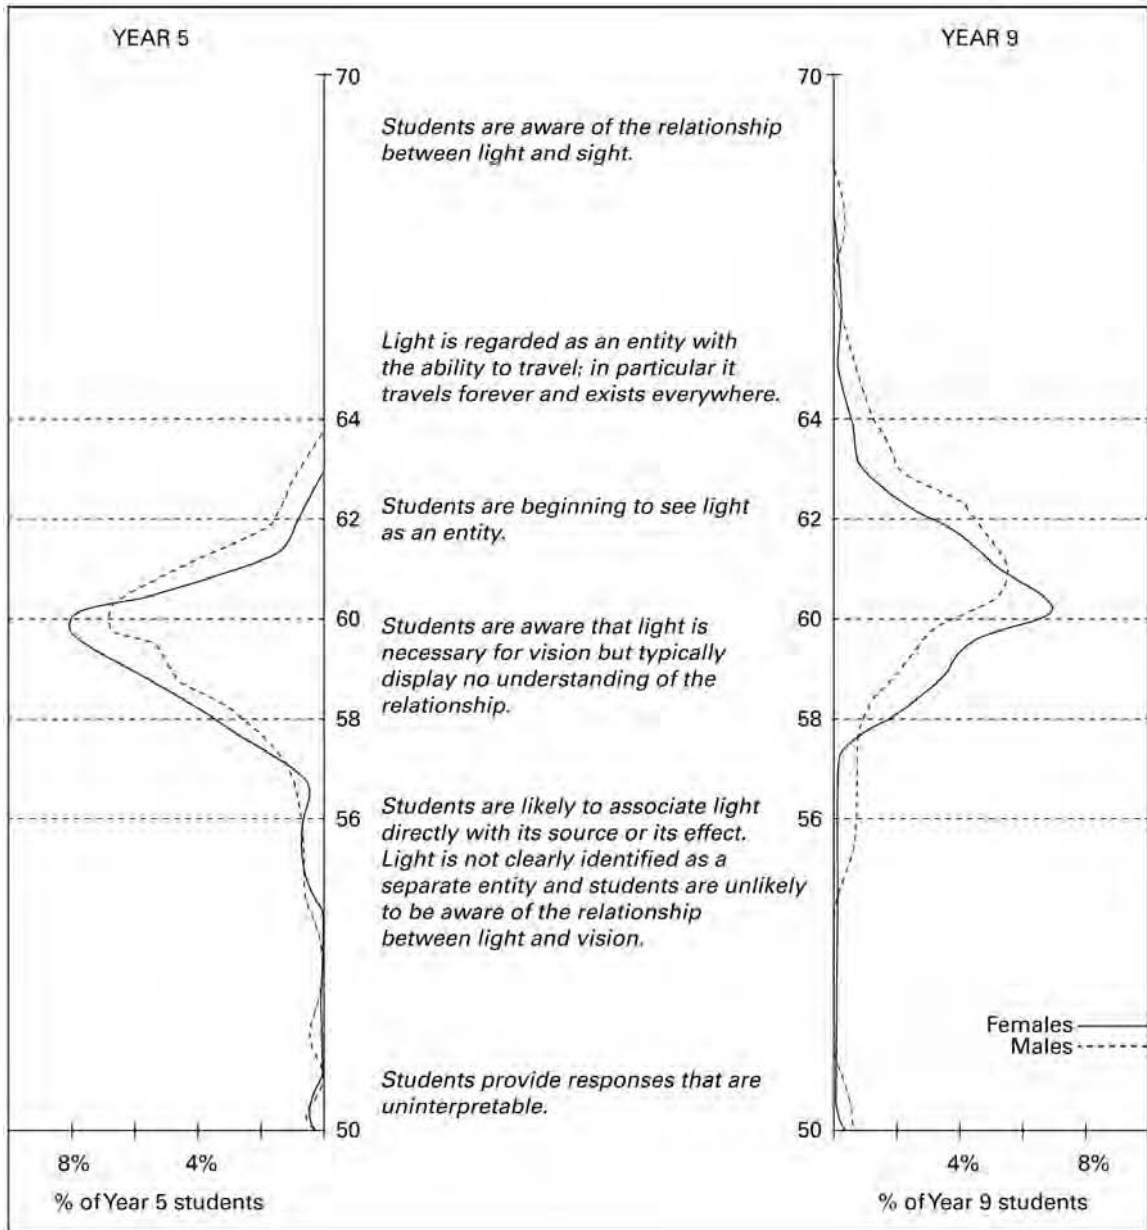 YEAR 5
YEAR 9
70
70
Students are aware of the relationship
between light and sight.
Light is regarded as an entity with
the ability to travel; in particular it
travels forever and exists everywhere.
64
64
Students are beginning to see light
as an entity.
62
62
60
60
Students are aware that light is
necessary for vision but typically
display no understanding of the
relationship.
58
58
Students are likely to associate light
directly with its source or its effect.
Light is not clearly identified as a
separate entity and students are unlikely
to be aware of the relationship
between light and vision.
56
56
Females
Males
Students provide responses that are
uninterpretable.
50
50
8% 4%
4% 8%
% of Year 5 students
% of Year 9 students